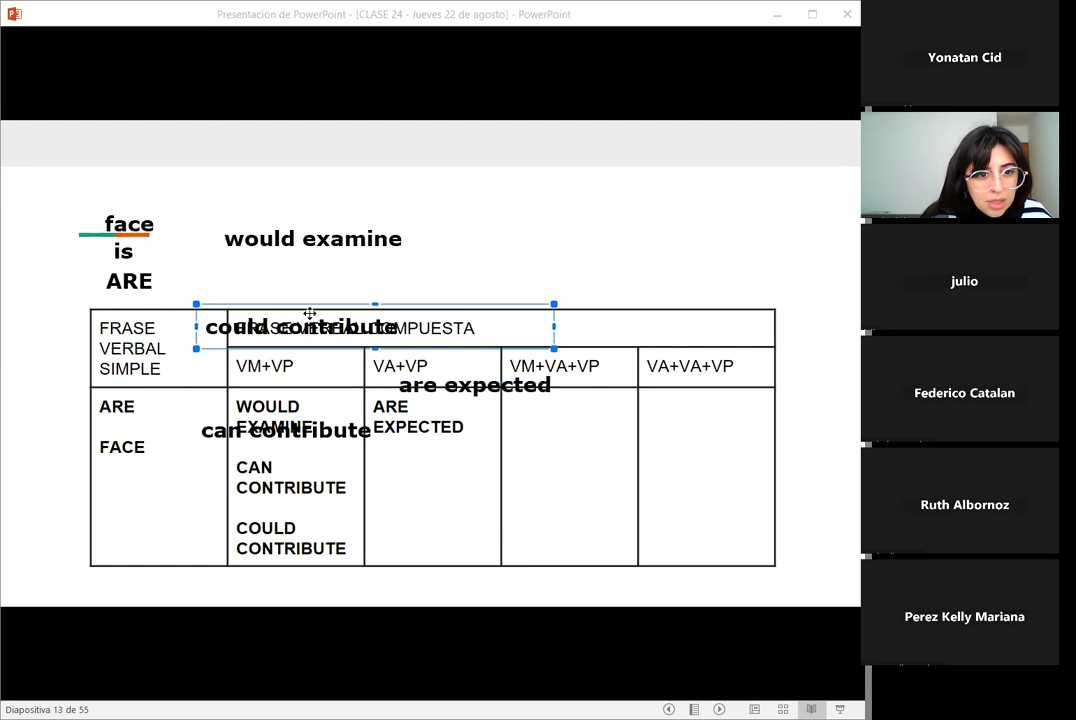 Presentación de PowerPoint - [CLASE 24 - Jueves 22 de agosto] - PowerPoint
Yonatan Cid
face
is
ARE
would examine
FRASE VERBAL SIMPLE
could contribute
FRASE VERBAL COMPUESTA
VM+VP
VA+VP
VM+VA+VP
VA+VA+VP
are expected
ARE
FACE
WOULD EXAMINE
CAN CONTRIBUTE
COULD CONTRIBUTE
can contribute
ARE EXPECTED
julio
Federico Catalan
Ruth Albornoz
Perez Kelly Mariana
Diapositiva 13 de 55